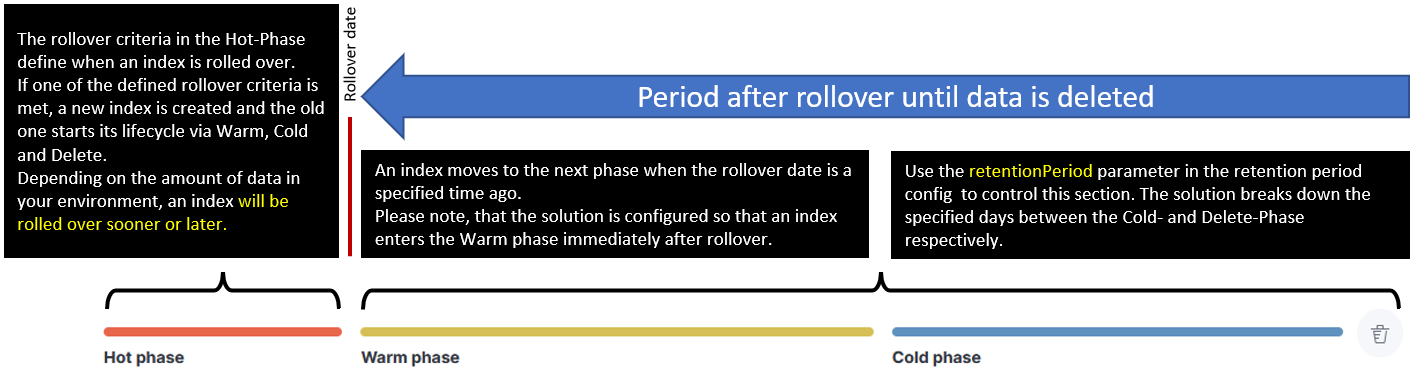 The rollover criteria in the Hot-Phase
define when an index is rolled over.
If one of the defined rollover criteria is
met, a new index is created and the old
one starts its lifecycle via Warm, Cold
and Delete.
Depending on the amount of data in
your environment, an index will be
rolled over sooner or later.
Rollover date
Period after rollover until data is deleted
An index moves to the next phase when the rollover date is a
specified time ago.
Please note, that the solution is configured so that an index
enters the Warm phase immediately after rollover.
Use the retentionPeriod parameter in the retention period
config to control this section. The solution breaks down the
specified days between the Cold- and Delete-Phase
respectively.
Hot phase
Warm phase
Cold phase